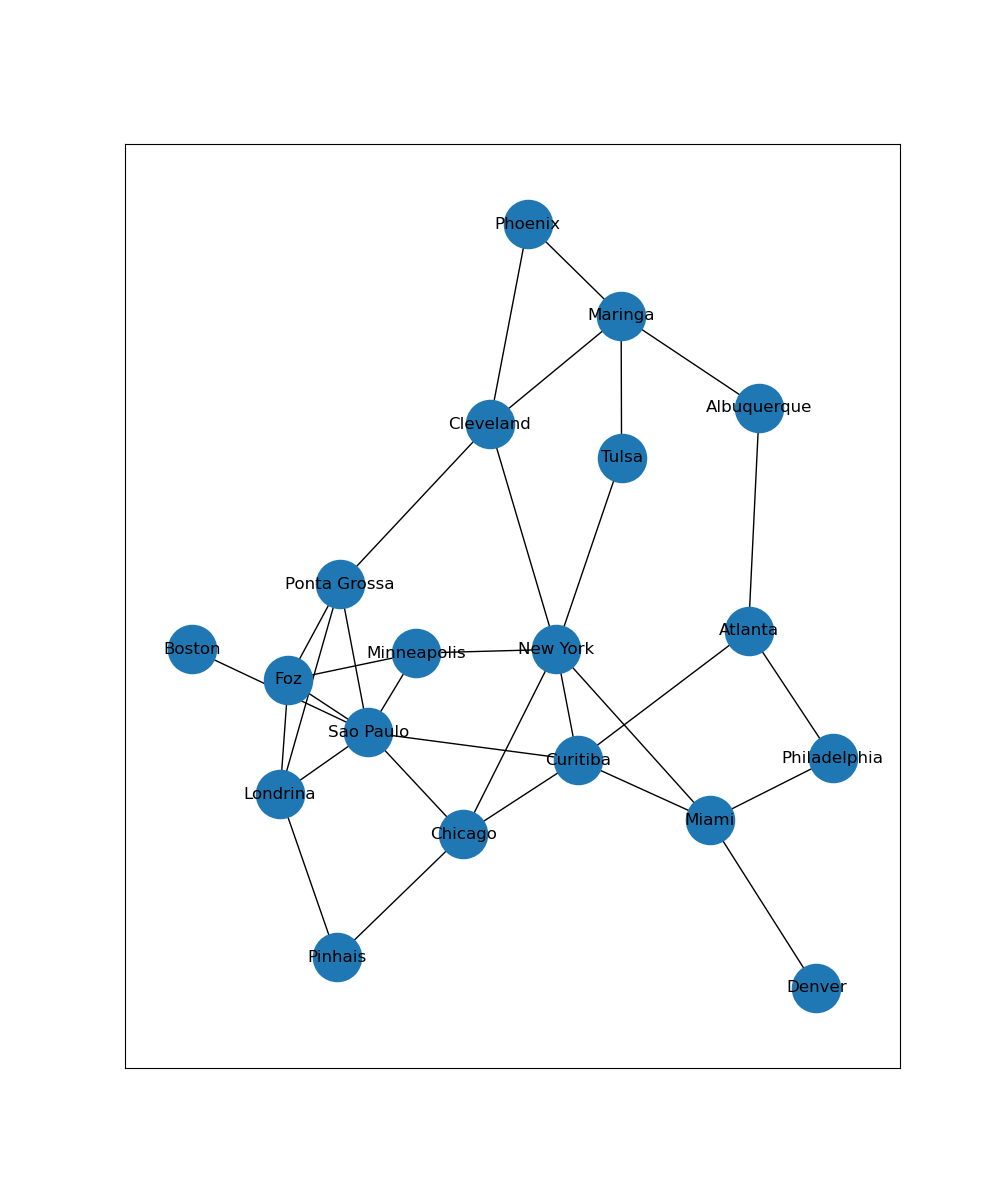 Phoenix
Maringa
Albuquerque
Cleveland
Tulsa
Ponta Grossa
Atlanta
Boston
Minneapolis
New York
Foz
Sao Paulo
Curitiba
Philadelphia
Londrina
Miami
Chicago
Pinhais
Denver